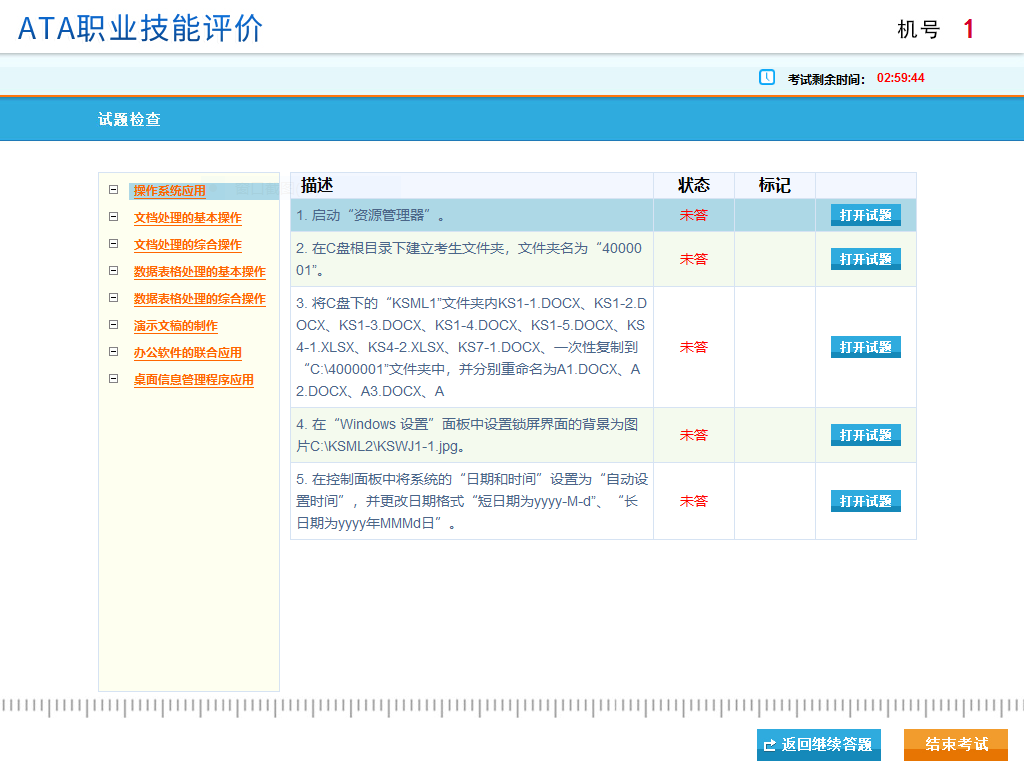 ATA职业技能评价
机号 1
考试剩余时间： 02:59:44
试题检查
操作系统应用
文档处理的基本操作
文档处理的综合操作
数据表格处理的基本操作
数据表格处理的综合操作
演示文稿的制作
办公软件的联合应用
桌面信息管理程序应用
描述 状态 标记
1. 启动“资源管理器”。 未答 打开试题
2. 在C盘根目录下建立考生文件夹，文件夹名为“40000
01”。
未答 打开试题
3. 将C盘下的“KSML1”文件夹内KS1-1.DOCX、KS1-2.D
OCX、KS1-3.DOCX、KS1-4.DOCX、KS1-5.DOCX、KS
4-1.XLSX、KS4-2.XLSX、KS7-1.DOCX、一次性复制到
“C:\4000001”文件夹中，并分别重命名为A1.DOCX、A
2.DOCX、A3.DOCX、A
未答 打开试题
4. 在“Windows 设置”面板中设置锁屏界面的背景为图
片C:\KSML2\KSWJ1-1.jpg。
未答 打开试题
5. 在控制面板中将系统的“日期和时间”设置为“自动设
置时间”，并更改日期格式“短日期为yyyy-M-d”、“长
日期为yyyy年MMMd日”。
未答 打开试题
返回继续答题 结束考试